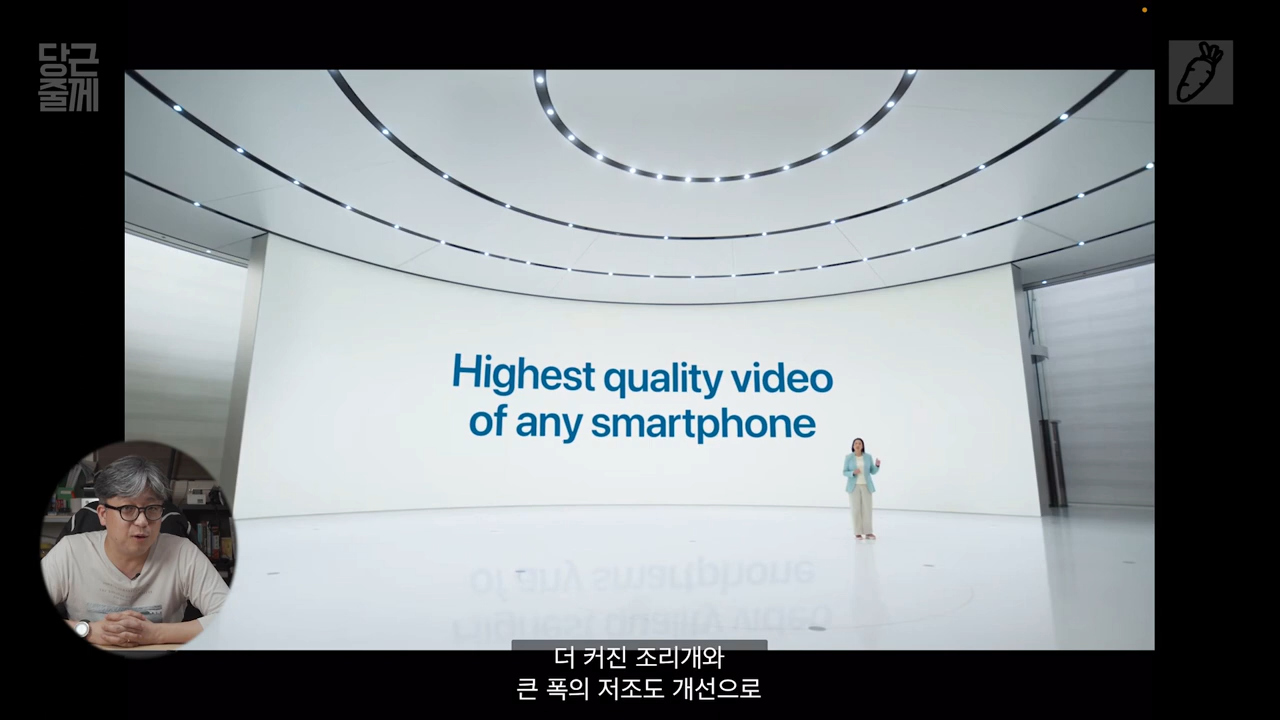 당근
줄께
Highest quality video
of any smartphone
더 커진 조리개와
큰 폭의 저조도 개선으로